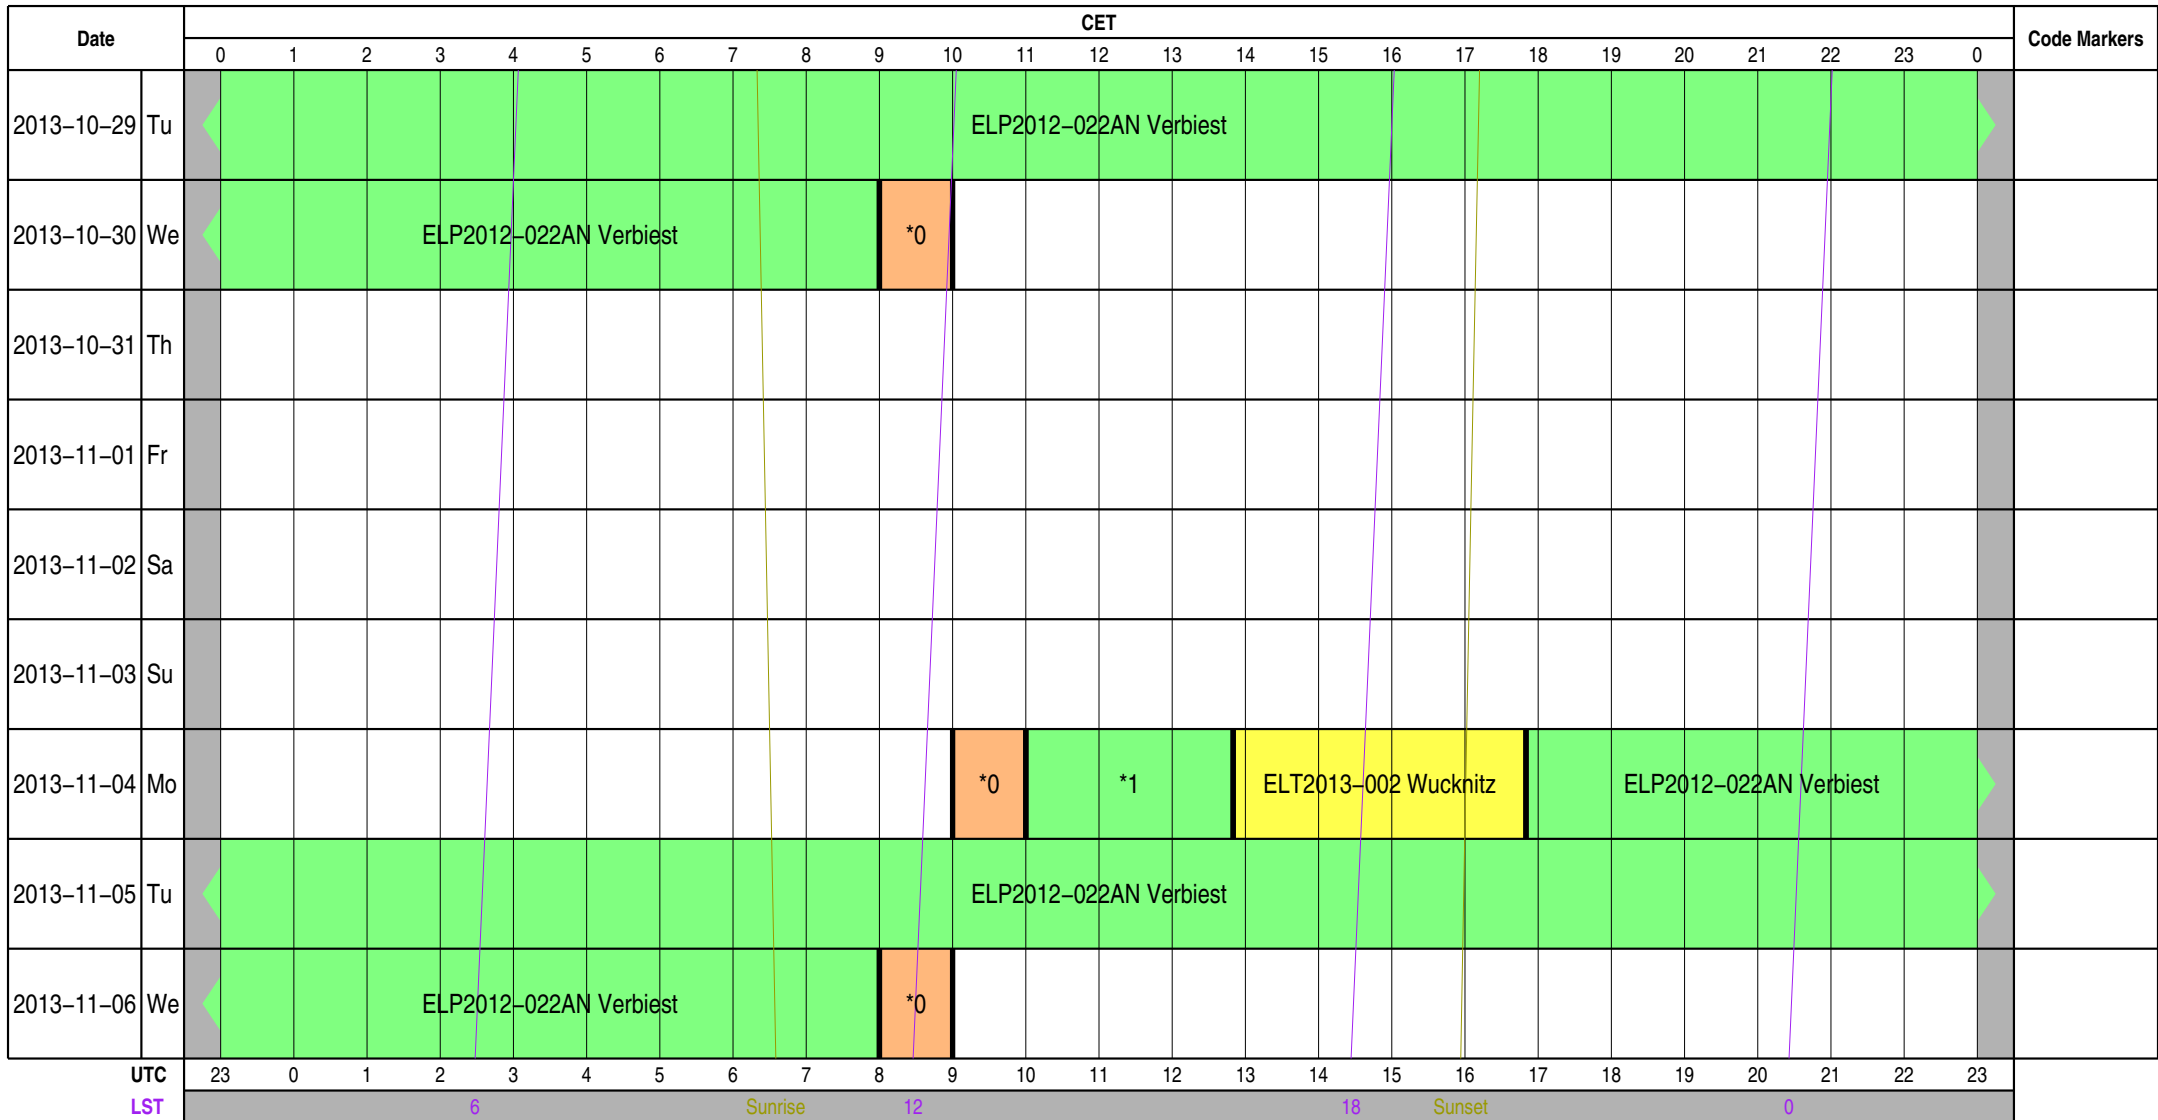 CET
Date
Code Markers
0 1 2 3 4 5 6 7 8 9 10 11 12 13 14 15 16 17 18 19 20 21 22 23 0
2013-10-29 Tu ELP2012-022AN Verbiest
2013-10-30 We ELP2012-022AN Verbiest *0
2013-10-31 Th
2013-11-01 Fr
2013-11-02 Sa
2013-11-03 Su
2013-11-04 Mo *0 *1 ELT2013-002 Wucknitz ELP2012-022AN Verbiest
2013-11-05 Tu ELP2012-022AN Verbiest
2013-11-06 We ELP2012-022AN Verbiest *0
UTC 23 0 1 2 3 4 5 6 7 8 9 10 11 12 13 14 15 16 17 18 19 20 21 22 23
LST 6 Sunrise 12 18 Sunset 0